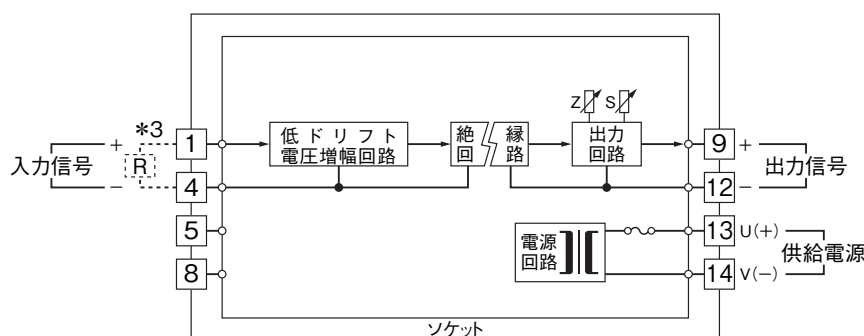 Z S
*3
+ 1 低ドリフト 絶 縁 出力 9 +
電圧増幅回路 回 路 回路
入力信号 R 出力信号
− 4 12 −
5 電源 13 U(+)
回路 供給電源
8 14 V(−)
ソケット